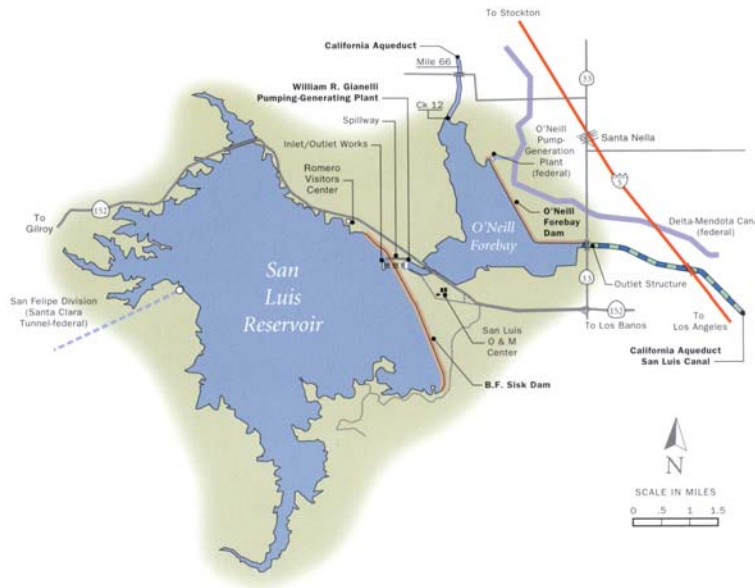 To Stockton
California Aqueduct
Mile 66
33
William R. Gianelli
Pumping-Generating Plant
Ck 12
Spillway
O'Neill
Pump-
Generation
Plant
(federal)
Santa Nella
Inlet/Outlet Works
Romero
Visitors
Center
5
152
To
Gilroy
O'Neill
Forebay
O'Neill
Forebay
Dam
Delta-Mendota Canal
(federal)
San
Luis
Reservoir
San Felipe Division
(Santa Clara
Tunnel-federal)
33
Outlet Structure
152
San Luis
O & M
Center
To Los Banos
To
Los Angeles
California Aqueduct
San Luis Canal
B.F. Sisk Dam
N
SCALE IN MILES
0 .5 1 1.5